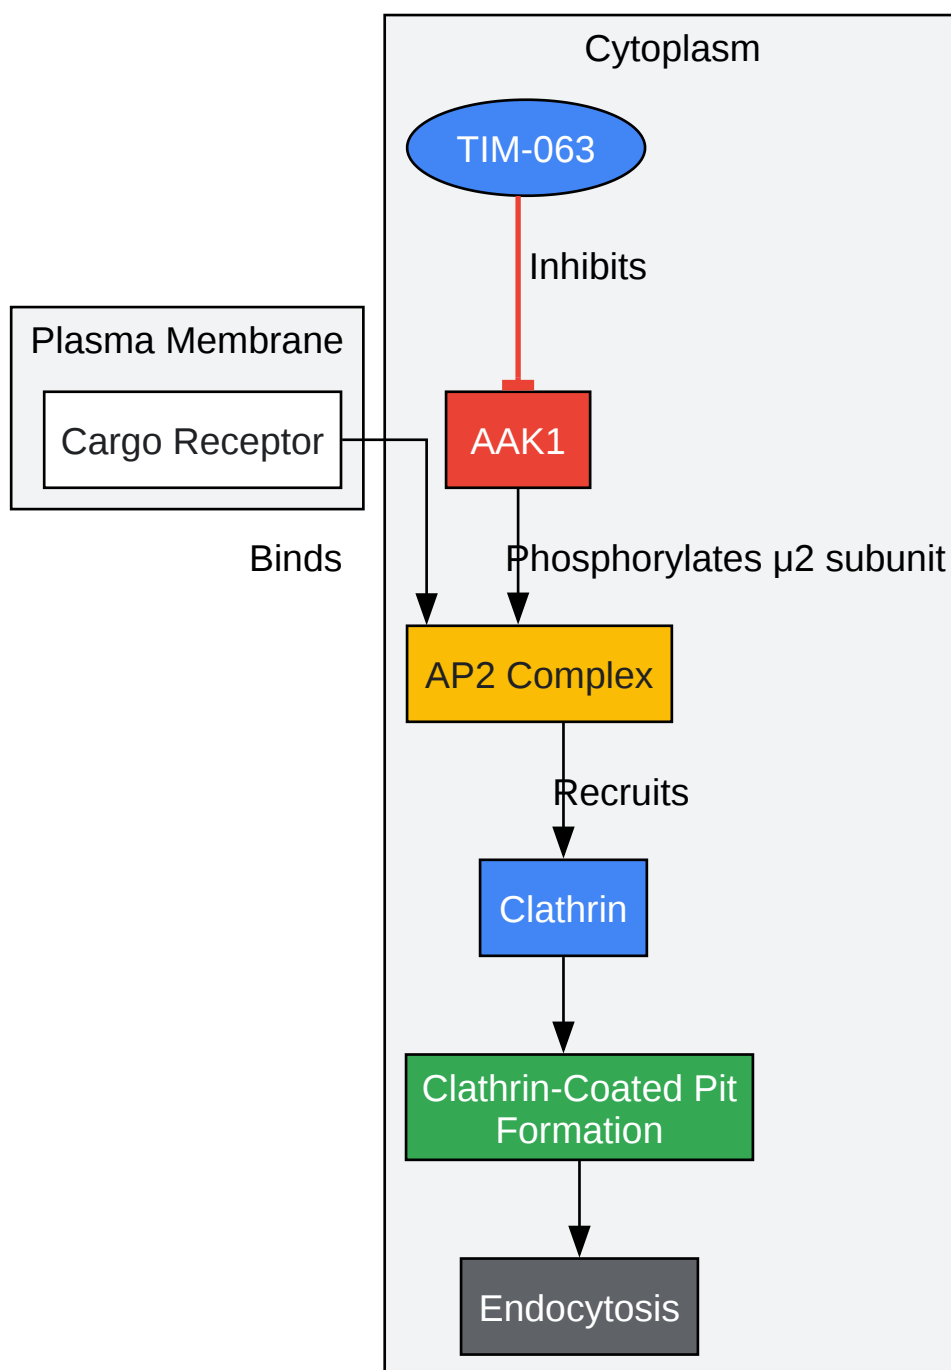 Cytoplasm
TIM-063
Inhibits
Plasma Membrane
Cargo Receptor
AAK1
Binds
Phosphorylates μ2 subunit
AP2 Complex
Recruits
Clathrin
Clathrin-Coated Pit
Formation
Endocytosis